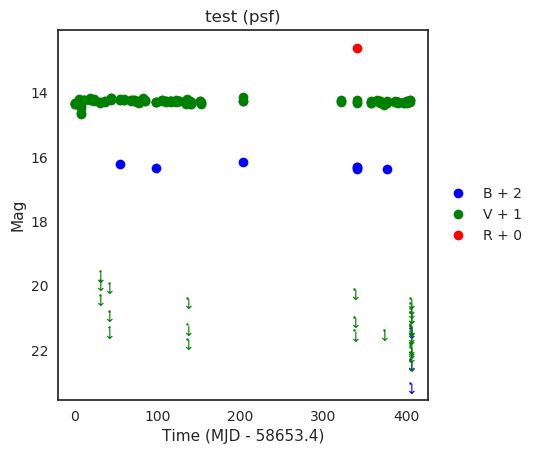 test (psf)
Mag
14
16
18
20
22
0
100
200
300
400
Time (MJD - 58653.4)
B + 2
V + 1
R + 0